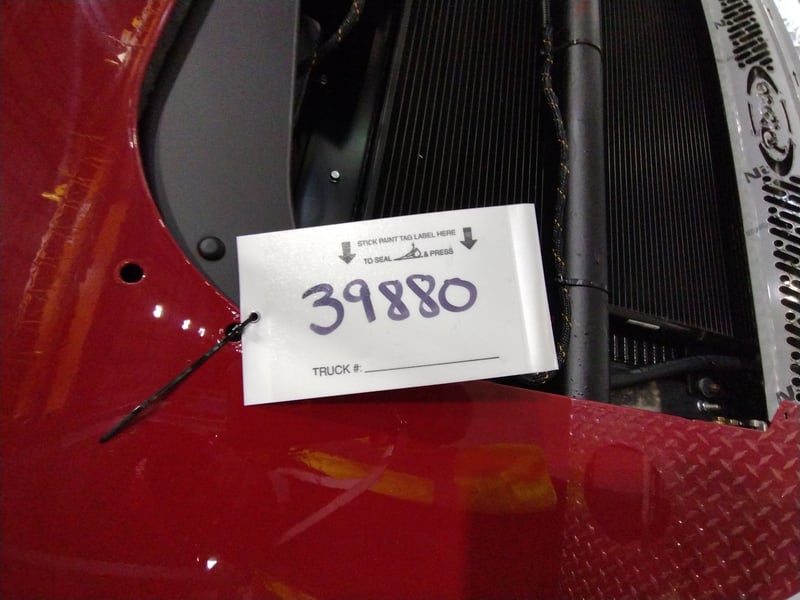 STICK PAINT TAG LABEL HERE
TO SEAL & PRESS
39880
TRUCK #: